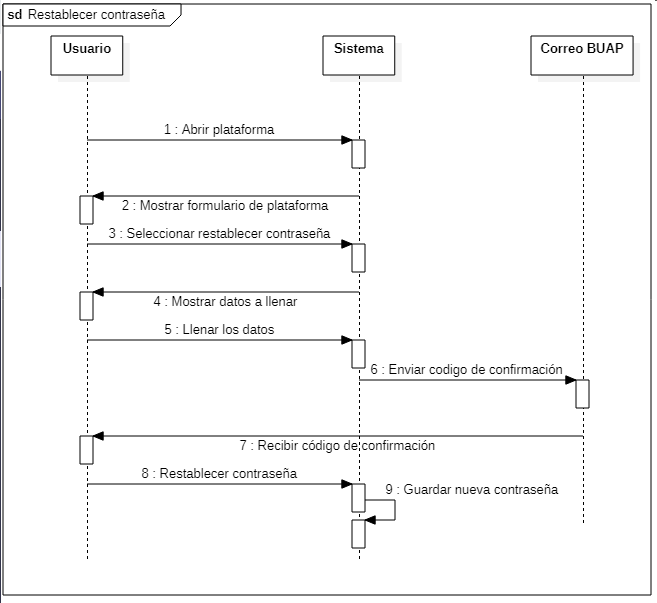 sd Restablecer contraseña
Usuario
Sistema
Correo BUAP
1 : Abrir plataforma
2 : Mostrar formulario de plataforma
3 : Seleccionar restablecer contraseña
4 : Mostrar datos a llenar
5 : Llenar los datos
6 : Enviar codigo de confirmación
7 : Recibir código de confirmación
8 : Restablecer contraseña
9 : Guardar nueva contraseña